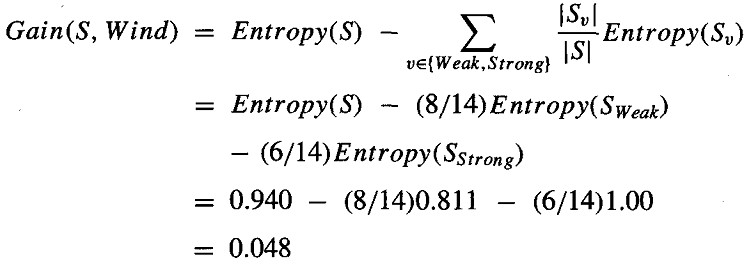 Gain(S, Wind) = Entropy(S) − ∑_{v∈{Weak,Strong}} |S_v|/|S| Entropy(S_v)
= Entropy(S) − (8/14)Entropy(S_Weak)
− (6/14)Entropy(S_Strong)
= 0.940 − (8/14)0.811 − (6/14)1.00
= 0.048